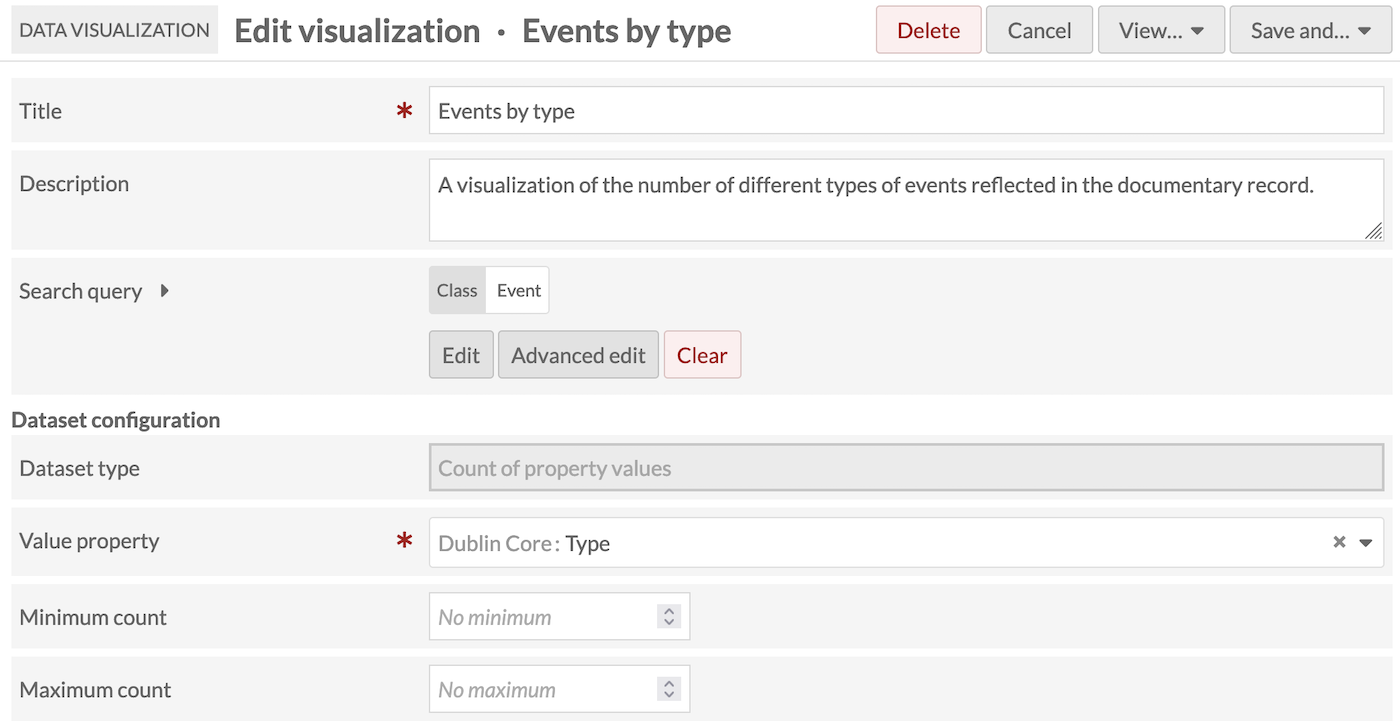 DATA VISUALIZATION Edit visualization · Events by type Delete Cancel View... Save and...
Title * Events by type
Description A visualization of the number of different types of events reflected in the documentary record.
Search query Class Event
Edit Advanced edit Clear
Dataset configuration
Dataset type Count of property values
Value property * Dublin Core: Type ×
Minimum count No minimum
Maximum count No maximum